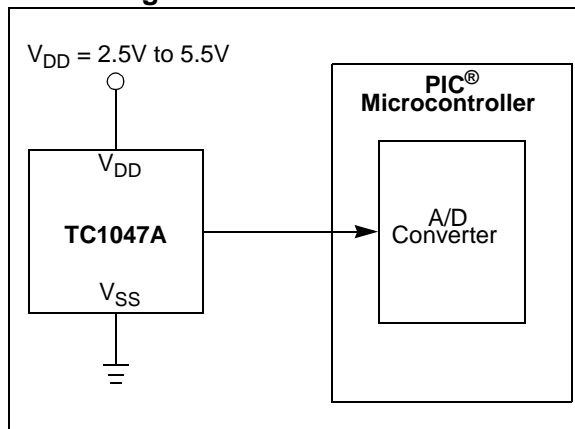 V_DD = 2.5V to 5.5V
V_DD
TC1047A
V_SS
PIC®
Microcontroller
A/D
Converter